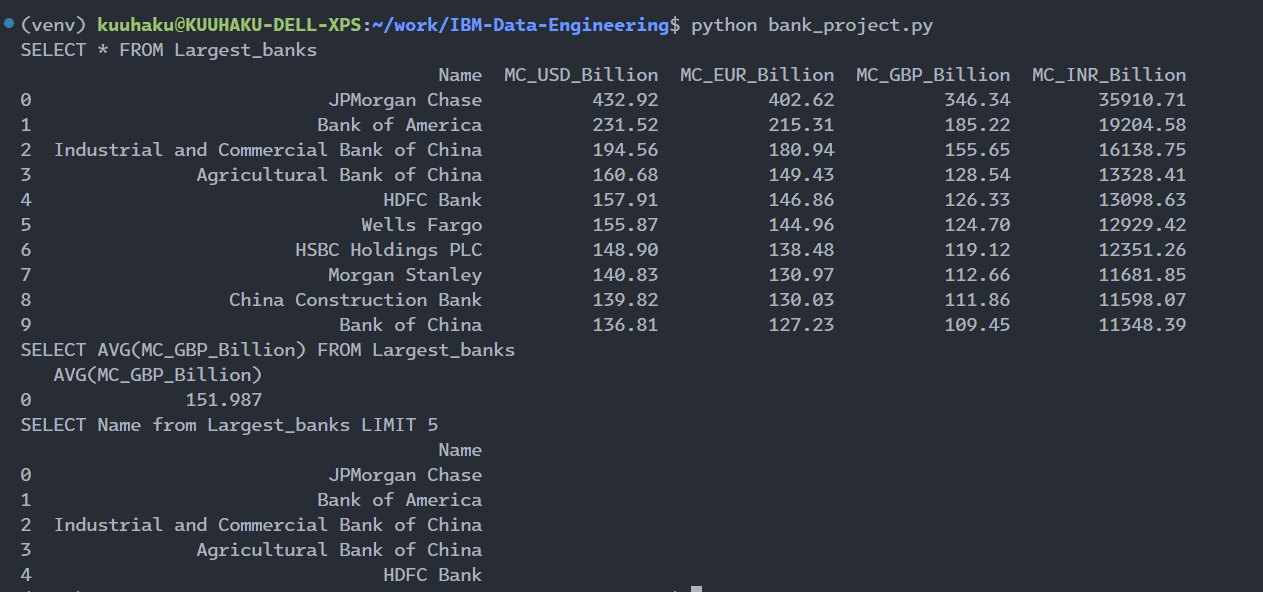 (venv) kuuhaku@KUUHAKU-DELL-XPS:~/work/IBM-Data-Engineering$ python bank_project.py
SELECT * FROM Largest_banks
Name MC_USD_Billion MC_EUR_Billion MC_GBP_Billion MC_INR_Billion
0 JPMorgan Chase 432.92 402.62 346.34 35910.71
1 Bank of America 231.52 215.31 185.22 19204.58
2 Industrial and Commercial Bank of China 194.56 180.94 155.65 16138.75
3 Agricultural Bank of China 160.68 149.43 128.54 13328.41
4 HDFC Bank 157.91 146.86 126.33 13098.63
5 Wells Fargo 155.87 144.96 124.70 12929.42
6 HSBC Holdings PLC 148.90 138.48 119.12 12351.26
7 Morgan Stanley 140.83 130.97 112.66 11681.85
8 China Construction Bank 139.82 130.03 111.86 11598.07
9 Bank of China 136.81 127.23 109.45 11348.39
SELECT AVG(MC_GBP_Billion) FROM Largest_banks
AVG(MC_GBP_Billion)
0 151.987
SELECT Name from Largest_banks LIMIT 5
Name
0 JPMorgan Chase
1 Bank of America
2 Industrial and Commercial Bank of China
3 Agricultural Bank of China
4 HDFC Bank